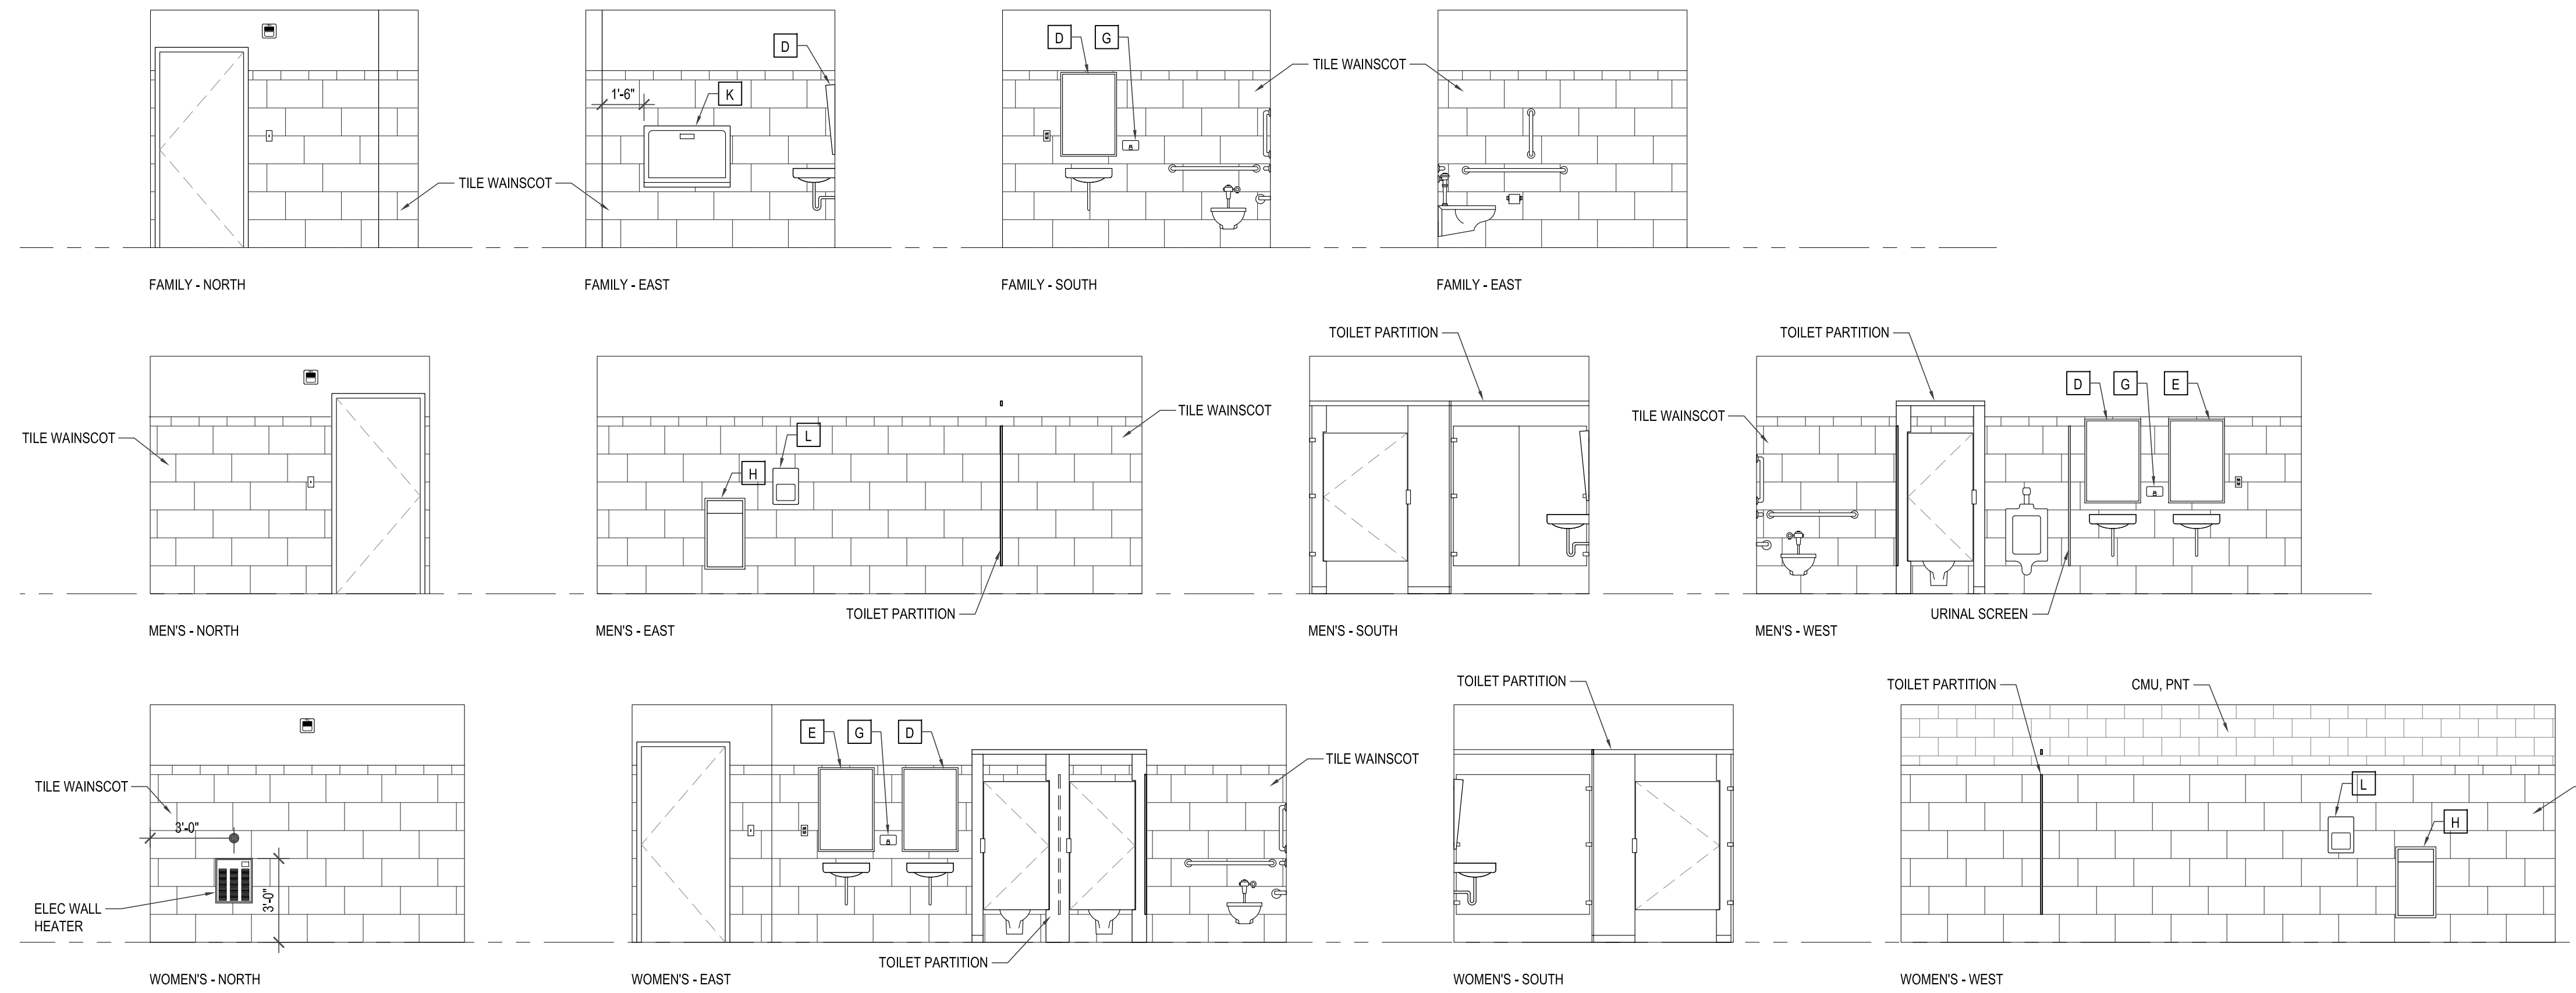 D
D G
TILE WAINSCOT
1'-6"
K
TILE WAINSCOT
FAMILY - NORTH
FAMILY - EAST
FAMILY - SOUTH
FAMILY - EAST
TOILET PARTITION
TOILET PARTITION
D G E
TILE WAINSCOT
TILE WAINSCOT
TILE WAINSCOT
L
H
TOILET PARTITION
URINAL SCREEN
MEN'S - NORTH
MEN'S - EAST
MEN'S - SOUTH
MEN'S - WEST
TOILET PARTITION
TOILET PARTITION
CMU, PNT
E G D
TILE WAINSCOT
TILE WAINSCOT
L
H
3'-0"
3'-0"
ELEC WALL
HEATER
TOILET PARTITION
WOMEN'S - NORTH
WOMEN'S - EAST
WOMEN'S - SOUTH
WOMEN'S - WEST